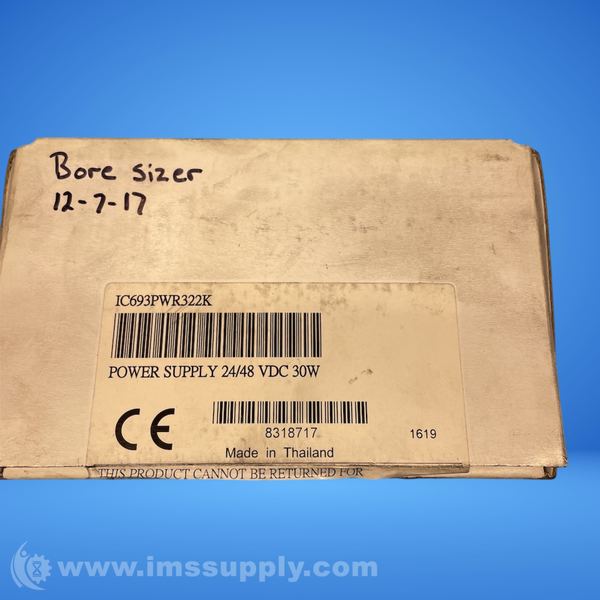 Bore sizer
12-7-17
IC693PWR322K
POWER SUPPLY 24/48 VDC 30W
CE
8318717
1619
Made in Thailand
THIS PRODUCT CANNOT BE RETURNED FOR
www.imssupply.com